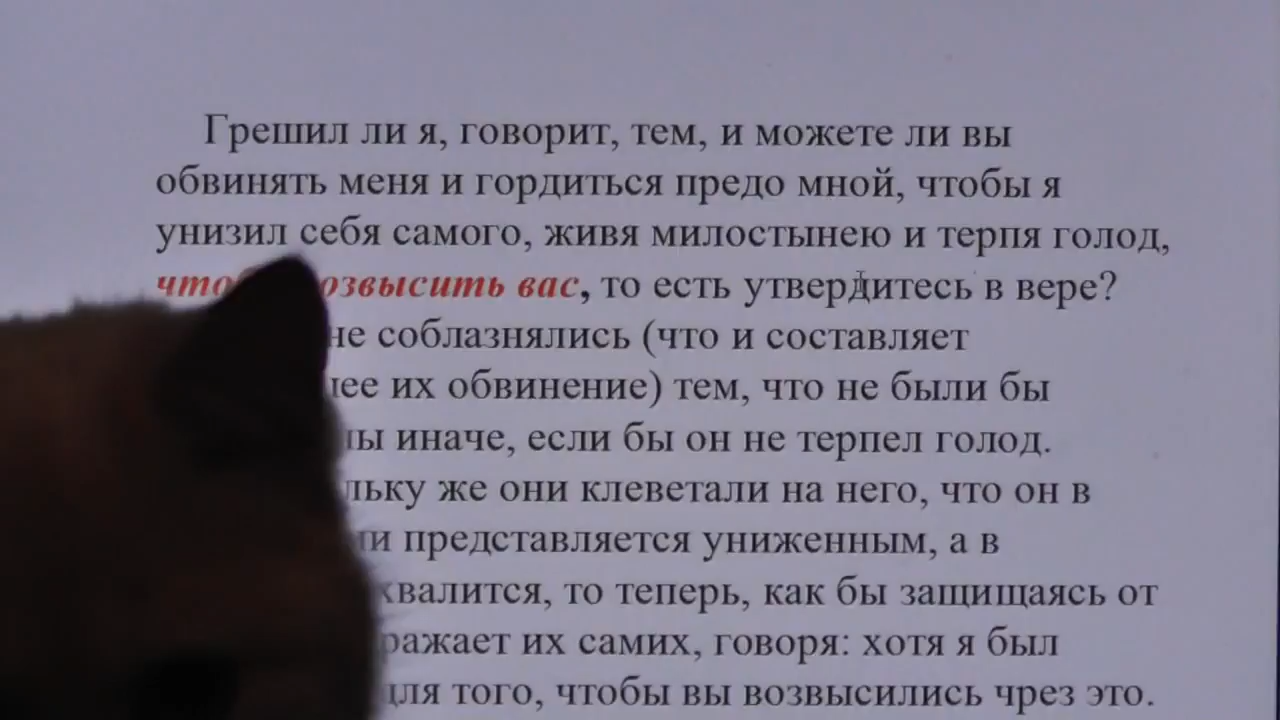 Грешил ли я, говорит, тем, и можете ли вы
обвинять меня и гордиться предо мной, чтобы я
унизил себя самого, живя милостынею и терпя голод,
вас, то есть утвердитесь в вере?
не соблазнялись (что и составляет
их обвинение) тем, что не были бы
иначе, если бы он не терпел голод.
же они клеветали на него, что он в
представляется униженным, а в
хвалится, то теперь, как бы защищаясь от
их самих, говоря: хотя я был
для того, чтобы вы возвысились чрез это.